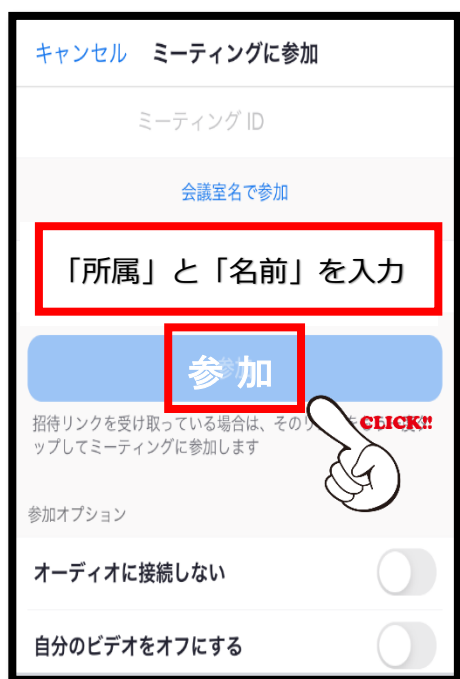 キャンセル ミーティングに参加
ミーティング ID
会議室名で参加
「所属」と「名前」を入力
参加
招待リンクを受け取っている場合は、そのリ
CLICK!!
ップしてミーティングに参加します
参加オプション
オーディオに接続しない
自分のビデオをオフにする